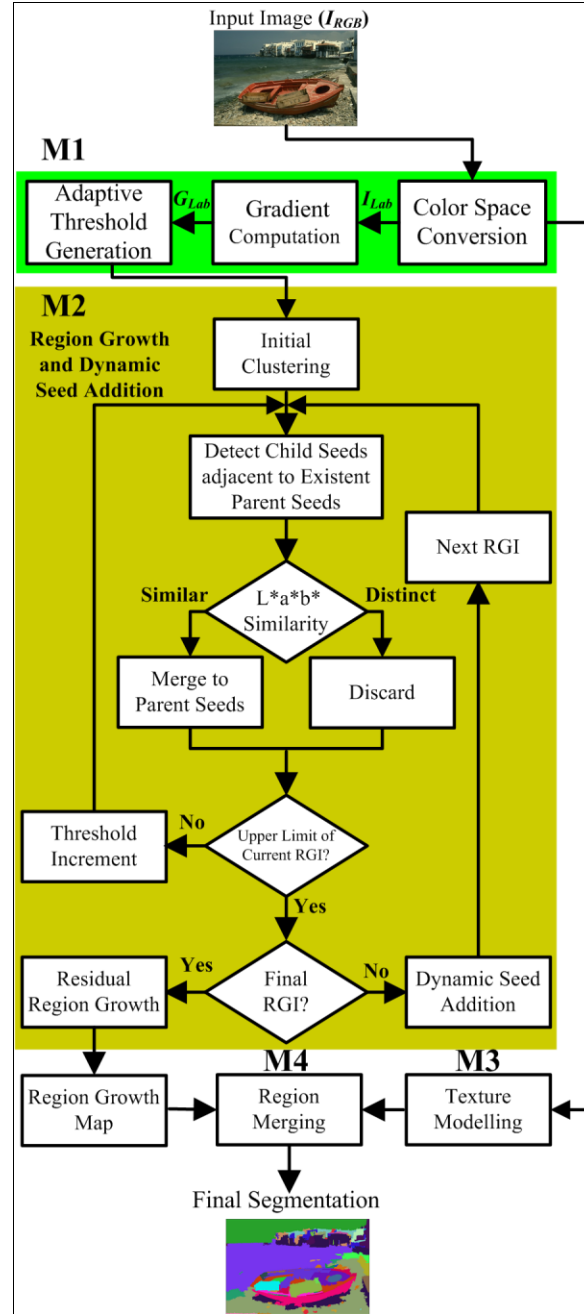 Input Image (I_RGB)
M1
Adaptive
Threshold
Generation
G_Lab
Gradient
Computation
I_Lab
Color Space
Conversion
M2
Region Growth
and Dynamic
Seed Addition
Initial
Clustering
Detect Child Seeds
adjacent to Existent
Parent Seeds
Next RGI
Similar
L*a*b*
Similarity
Distinct
Merge to
Parent Seeds
Discard
Threshold
Increment
No
Upper Limit of
Current RGI?
Yes
Residual
Region Growth
Yes
Final
RGI?
No
Dynamic Seed
Addition
M4
M3
Region Growth
Map
Region
Merging
Texture
Modelling
Final Segmentation